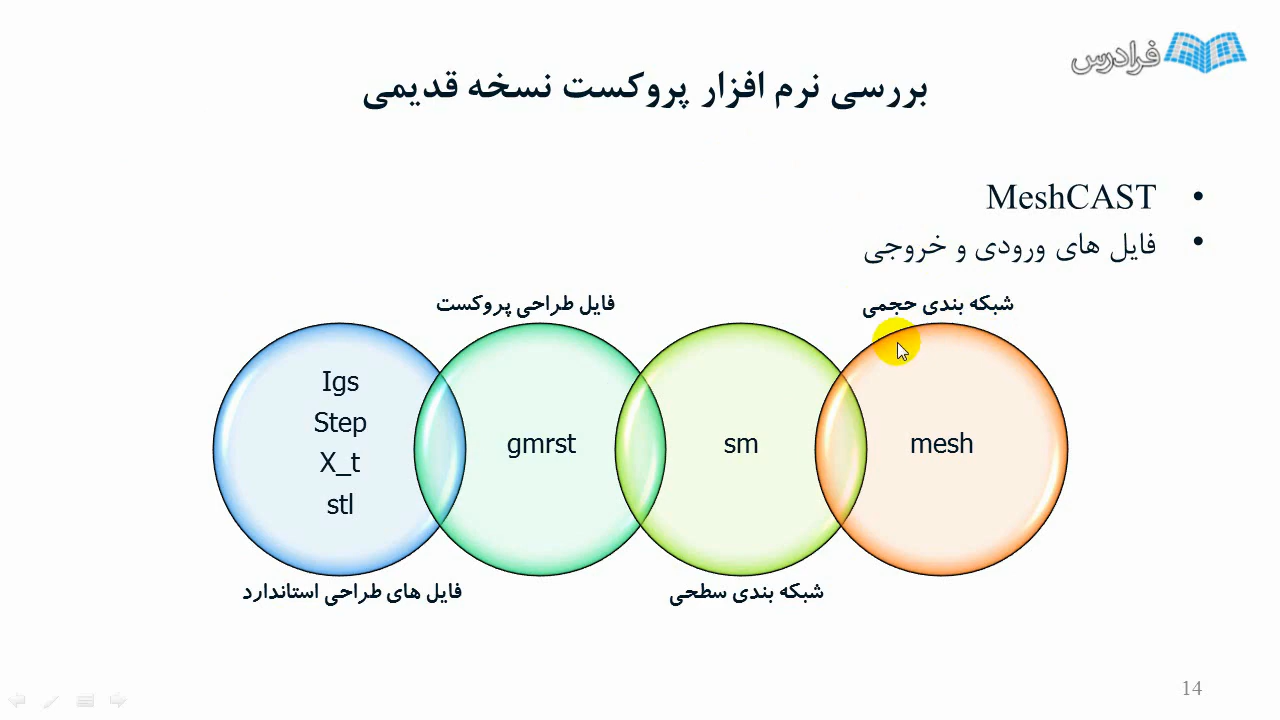 فرادرس
بررسی نرم افزار پروکست نسخه قدیمی
• MeshCAST
• فایل های ورودی و خروجی
فایل طراحی پروکست
شبکه بندی حجمی
Igs
Step
X_t
stl
gmrst
sm
mesh
فایل های طراحی استاندارد
شبکه بندی سطحی
14